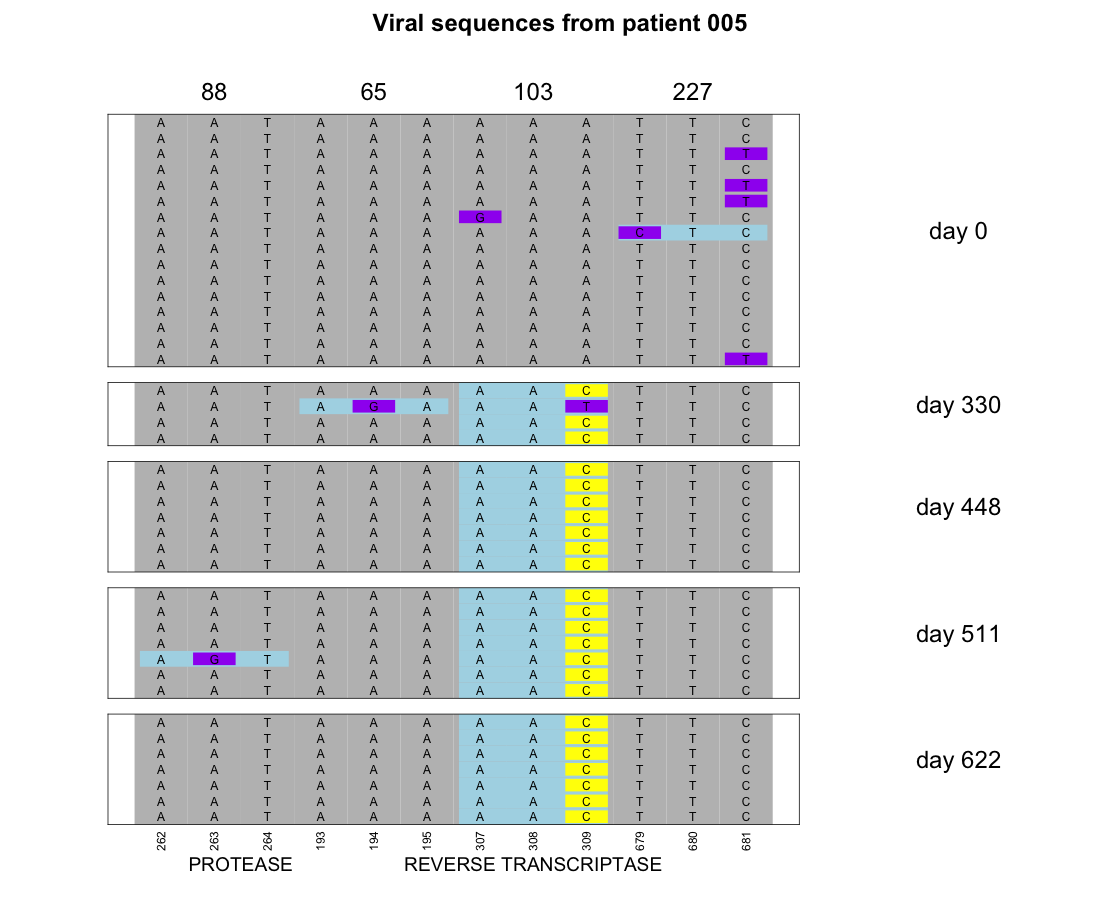 Viral sequences from patient 005
88 65 103 227
A A T A A A A A A T T C
A A T A A A A A A T T C
A A T A A A A A A T T T
A A T A A A A A A T T C
A A T A A A A A A T T T
A A T A A A A A A T T T
A A T A A A G A A T T C
A A T A A A A A A C T C
day 0
A A T A A A A A A T T C
A A T A A A A A A T T C
A A T A A A A A A T T C
A A T A A A A A A T T C
A A T A A A A A A T T C
A A T A A A A A A T T C
A A T A A A A A A T T C
A A T A A A A A A T T T
A A T A A A A A C T T C
A A T A G A A A T T T C
day 330
A A T A A A A A C T T C
A A T A A A A A C T T C
A A T A A A A A C T T C
A A T A A A A A C T T C
A A T A A A A A C T T C
day 448
A A T A A A A A C T T C
A A T A A A A A C T T C
A A T A A A A A C T T C
A A T A A A A A C T T C
A A T A A A A A C T T C
A A T A A A A A C T T C
A A T A A A A A C T T C
day 511
A A T A A A A A C T T C
A G T A A A A A C T T C
A A T A A A A A C T T C
A A T A A A A A C T T C
A A T A A A A A C T T C
A A T A A A A A C T T C
A A T A A A A A C T T C
day 622
A A T A A A A A C T T C
A A T A A A A A C T T C
A A T A A A A A C T T C
A A T A A A A A C T T C
262 263 264 193 194 195 307 308 309 679 680 681
PROTEASE REVERSE TRANSCRIPTASE